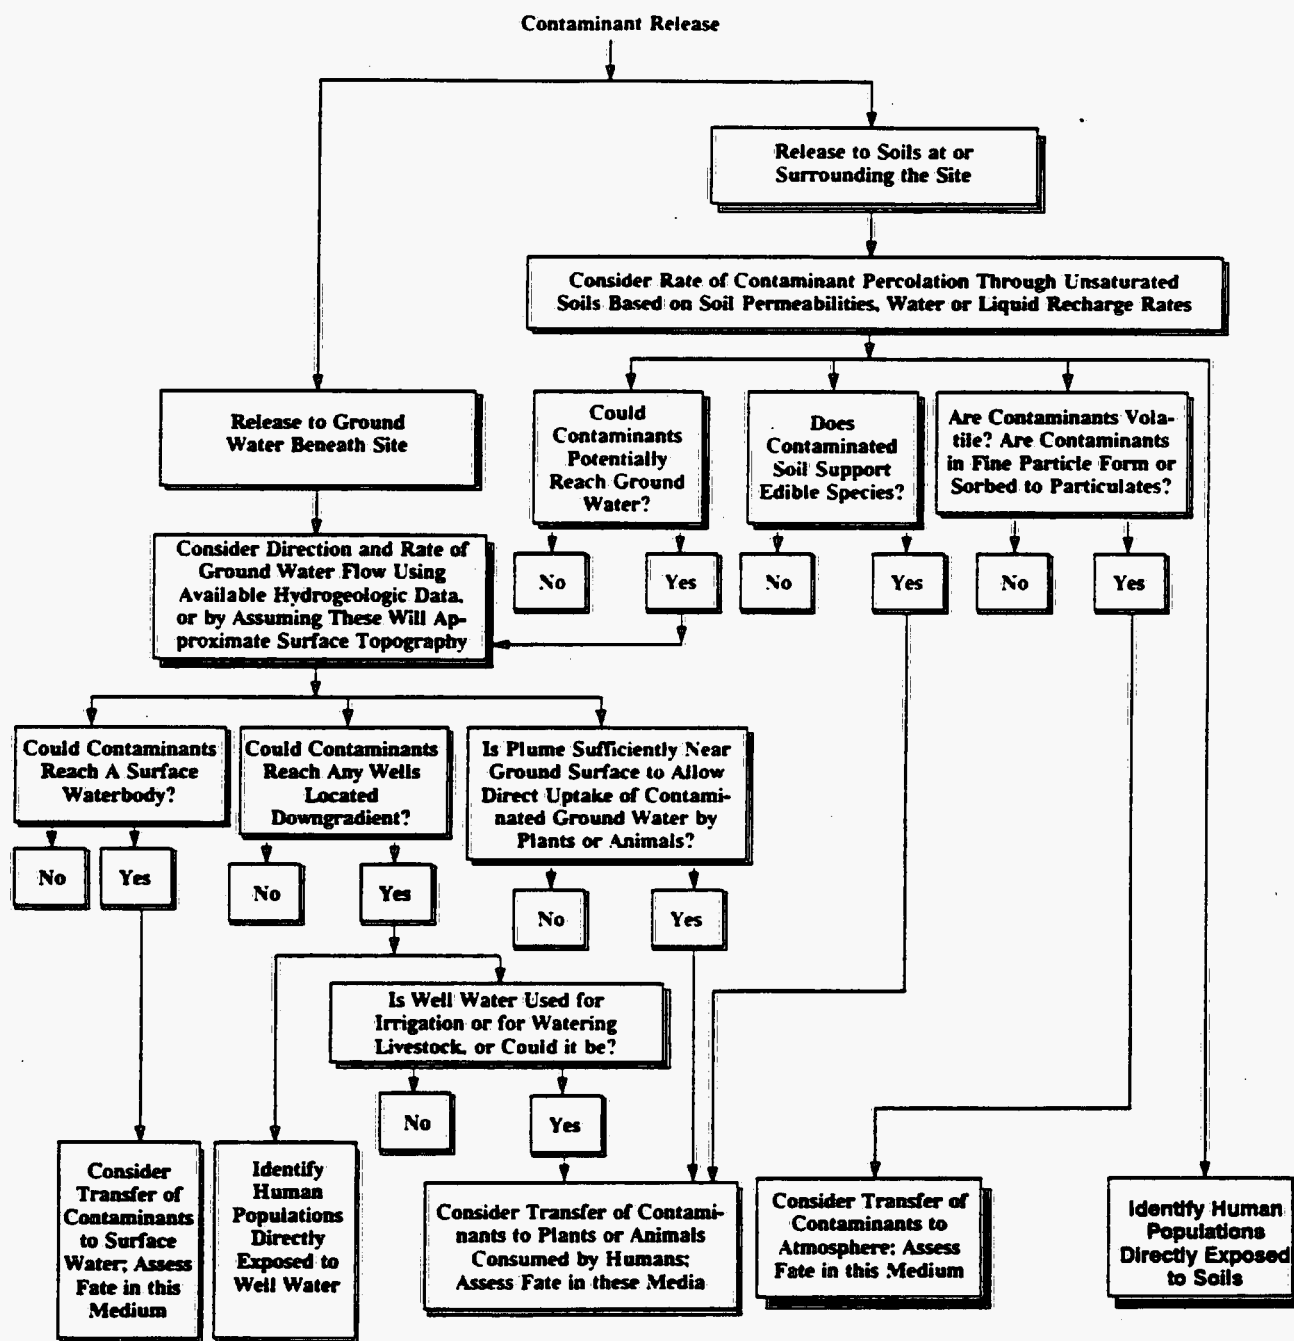 Contaminant Release
Release to Soils at or
Surrounding the Site
Consider Rate of Contaminant Percolation Through Unsaturated
Soils Based on Soil Permeabilities, Water or Liquid Recharge Rates
Release to Ground
Water Beneath Site
Could
Contaminants
Potentially
Reach Ground
Water?
Does
Contaminated
Soil Support
Edible Species?
Are Contaminants Vola-
tile? Are Contaminants
in Fine Particle Form or
Sorbed to Particulates?
No
Yes
No
Yes
No
Yes
Consider Direction and Rate of
Ground Water Flow Using
Available Hydrogeologic Data,
or by Assuming These Will Ap-
proximate Surface Topography
Could Contaminants
Reach A Surface
Waterbody?
Could Contaminants
Reach Any Wells
Located
Downgradient?
Is Plume Sufficiently Near
Ground Surface to Allow
Direct Uptake of Contami-
nated Ground Water by
Plants or Animals?
No
Yes
No
Yes
No
Yes
Is Well Water Used for
Irrigation or for Watering
Livestock, or Could it be?
No
Yes
Consider
Transfer of
Contaminants
to Surface
Water; Assess
Fate in this
Medium
Identify
Human
Populations
Directly
Exposed to
Well Water
Consider Transfer of Contami-
nants to Plants or Animals
Consumed by Humans;
Assess Fate in these Media
Consider Transfer of
Contaminants to
Atmosphere; Assess
Fate in this Medium
Identify Human
Populations
Directly Exposed
to Soils